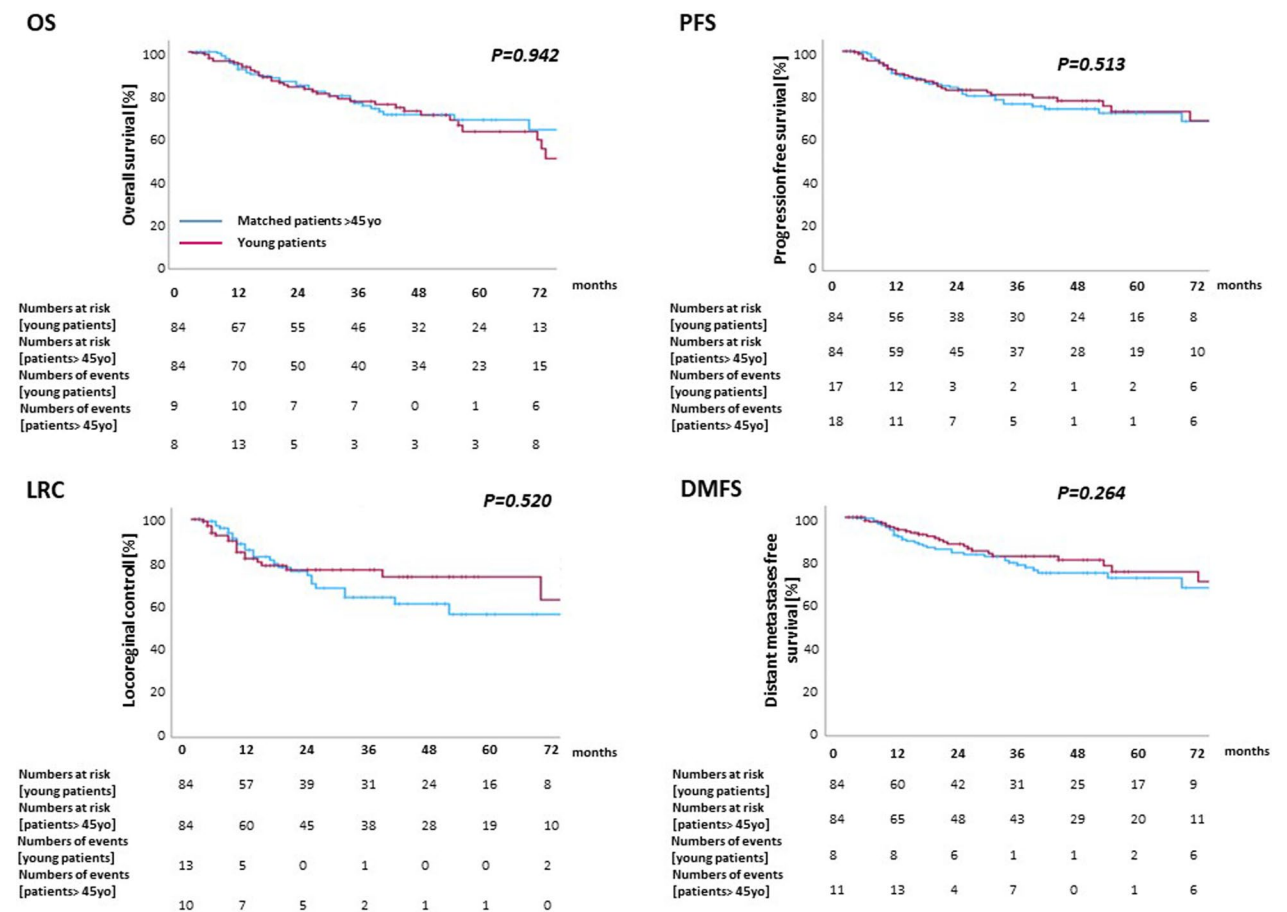 OS
P=0.942
Overall survival [%]
100
80
60
40
20
0
Matched patients >45yo
Young patients
0 12 24 36 48 60 72 months
Numbers at risk
[young patients] 84 67 55 46 32 24 13
Numbers at risk
[patients> 45yo] 84 70 50 40 34 23 15
Numbers of events
[young patients] 9 10 7 7 0 1 6
Numbers of events
[patients> 45yo]
8 13 5 3 3 3 8
PFS
P=0.513
Progression free survival [%]
100
80
60
40
20
0
0 12 24 36 48 60 72 months
Numbers at risk
[young patients] 84 56 38 30 24 16 8
Numbers at risk
[patients> 45yo] 84 59 45 37 28 19 10
Numbers of events
[young patients] 17 12 3 2 1 2 6
Numbers of events
[patients> 45yo] 18 11 7 5 1 1 6
LRC
P=0.520
Locoreginal controll [%]
100
80
60
40
20
0
0 12 24 36 48 60 72 months
Numbers at risk
[young patients] 84 57 39 31 24 16 8
Numbers at risk
[patients> 45yo] 84 60 45 38 28 19 10
Numbers of events
[young patients] 13 5 0 1 0 0 2
Numbers of events
[patients> 45yo]
10 7 5 2 1 1 0
DMFS
P=0.264
Distant metastases free
survival [%]
100
80
60
40
20
0
0 12 24 36 48 60 72 months
Numbers at risk
[young patients] 84 60 42 31 25 17 9
Numbers at risk
[patients> 45yo] 84 65 48 43 29 20 11
Numbers of events
[young patients] 8 8 6 1 1 2 6
Numbers of events
[patients> 45yo] 11 13 4 7 0 1 6